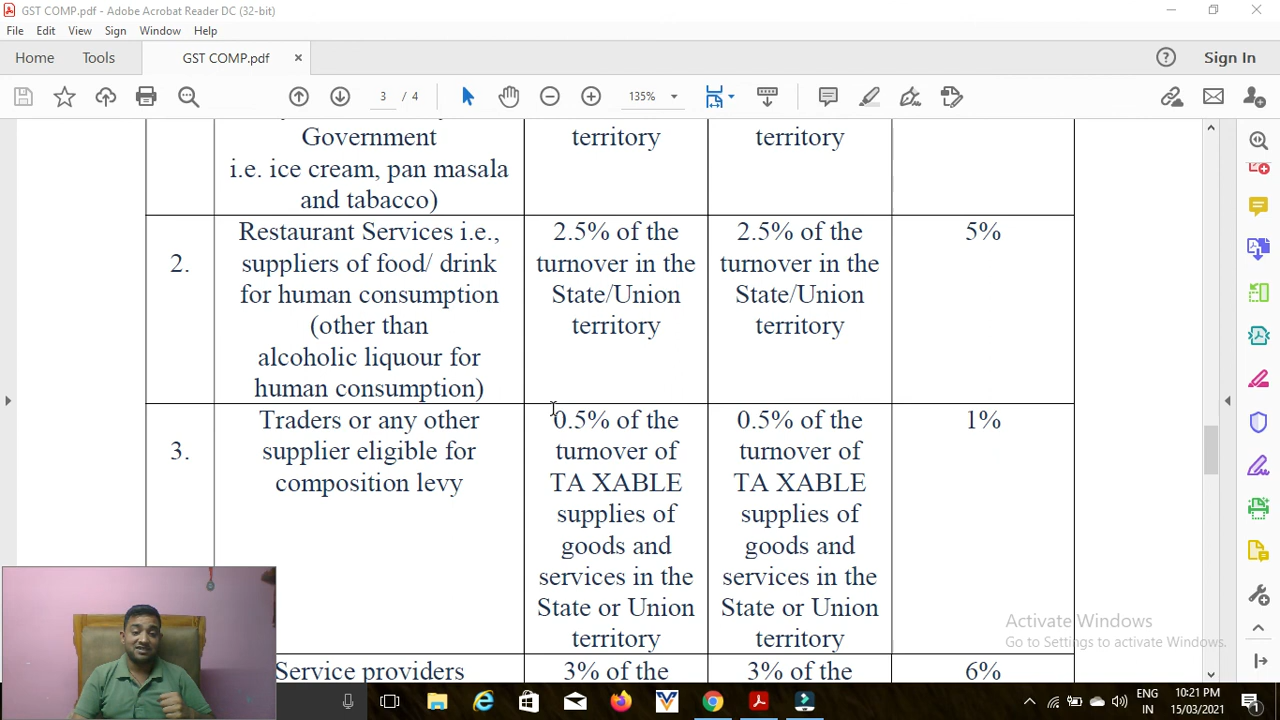 GST COMP.pdf - Adobe Acrobat Reader DC (32-bit)
File Edit View Sign Window Help
Home Tools GST COMP.pdf × ? Sign In
3 / 4 135%
Government territory territory
i.e. ice cream, pan masala
and tabacco)
Restaurant Services i.e., 2.5% of the 2.5% of the 5%
2. suppliers of food/ drink turnover in the turnover in the
for human consumption State/Union State/Union
(other than territory territory
alcoholic liquour for
human consumption)
Traders or any other 0.5% of the 0.5% of the 1%
3. supplier eligible for turnover of turnover of
composition levy TA XABLE TA XABLE
supplies of supplies of
goods and goods and
services in the services in the
State or Union State or Union
territory territory
Service providers 3% of the 3% of the 6%
Activate Windows
Go to Settings to activate Windows.
ENG 10:21 PM
IN 15/03/2021
1